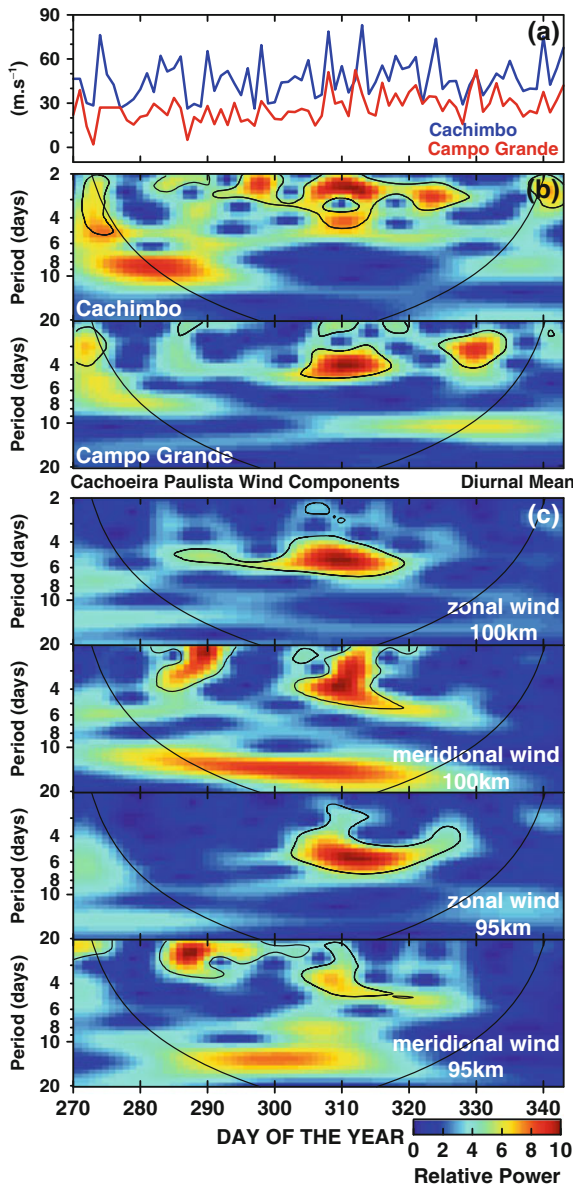 90
(a)
60
(m.s⁻¹)
30
Cachimbo
Campo Grande
0
2
(b)
4
Period (days)
6
8
10
Cachimbo
20
4
Period (days)
6
10
Campo Grande
20
Cachoeira Paulista Wind Components Diurnal Mean
2
(c)
4
Period (days)
6
8
10
zonal wind
100km
20
4
Period (days)
6
10
meridional wind
100km
20
4
Period (days)
6
10
zonal wind
95km
20
4
Period (days)
6
8
10
meridional wind
95km
20
270 280 290 300 310 320 330 340
DAY OF THE YEAR
0 2 4 6 8 10
Relative Power